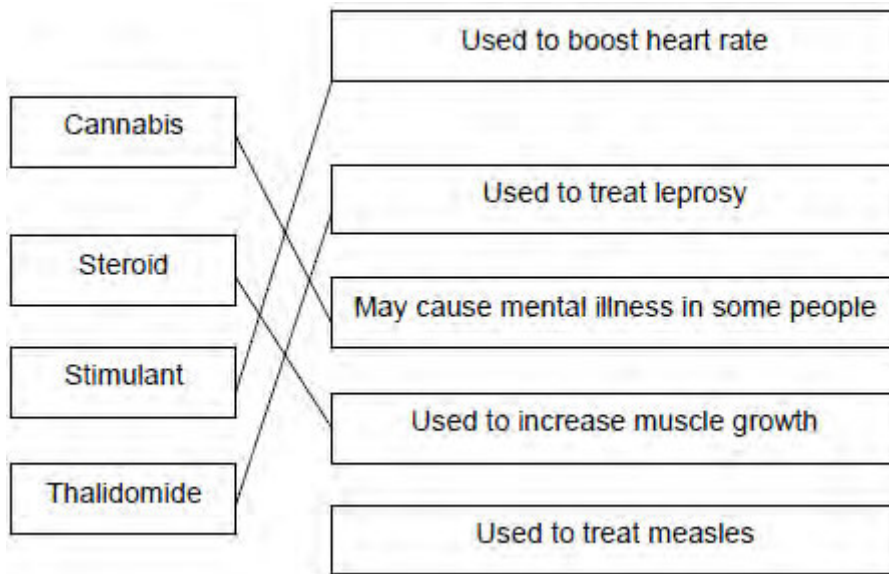 Cannabis
Steroid
Stimulant
Thalidomide
Used to boost heart rate
Used to treat leprosy
May cause mental illness in some people
Used to increase muscle growth
Used to treat measles